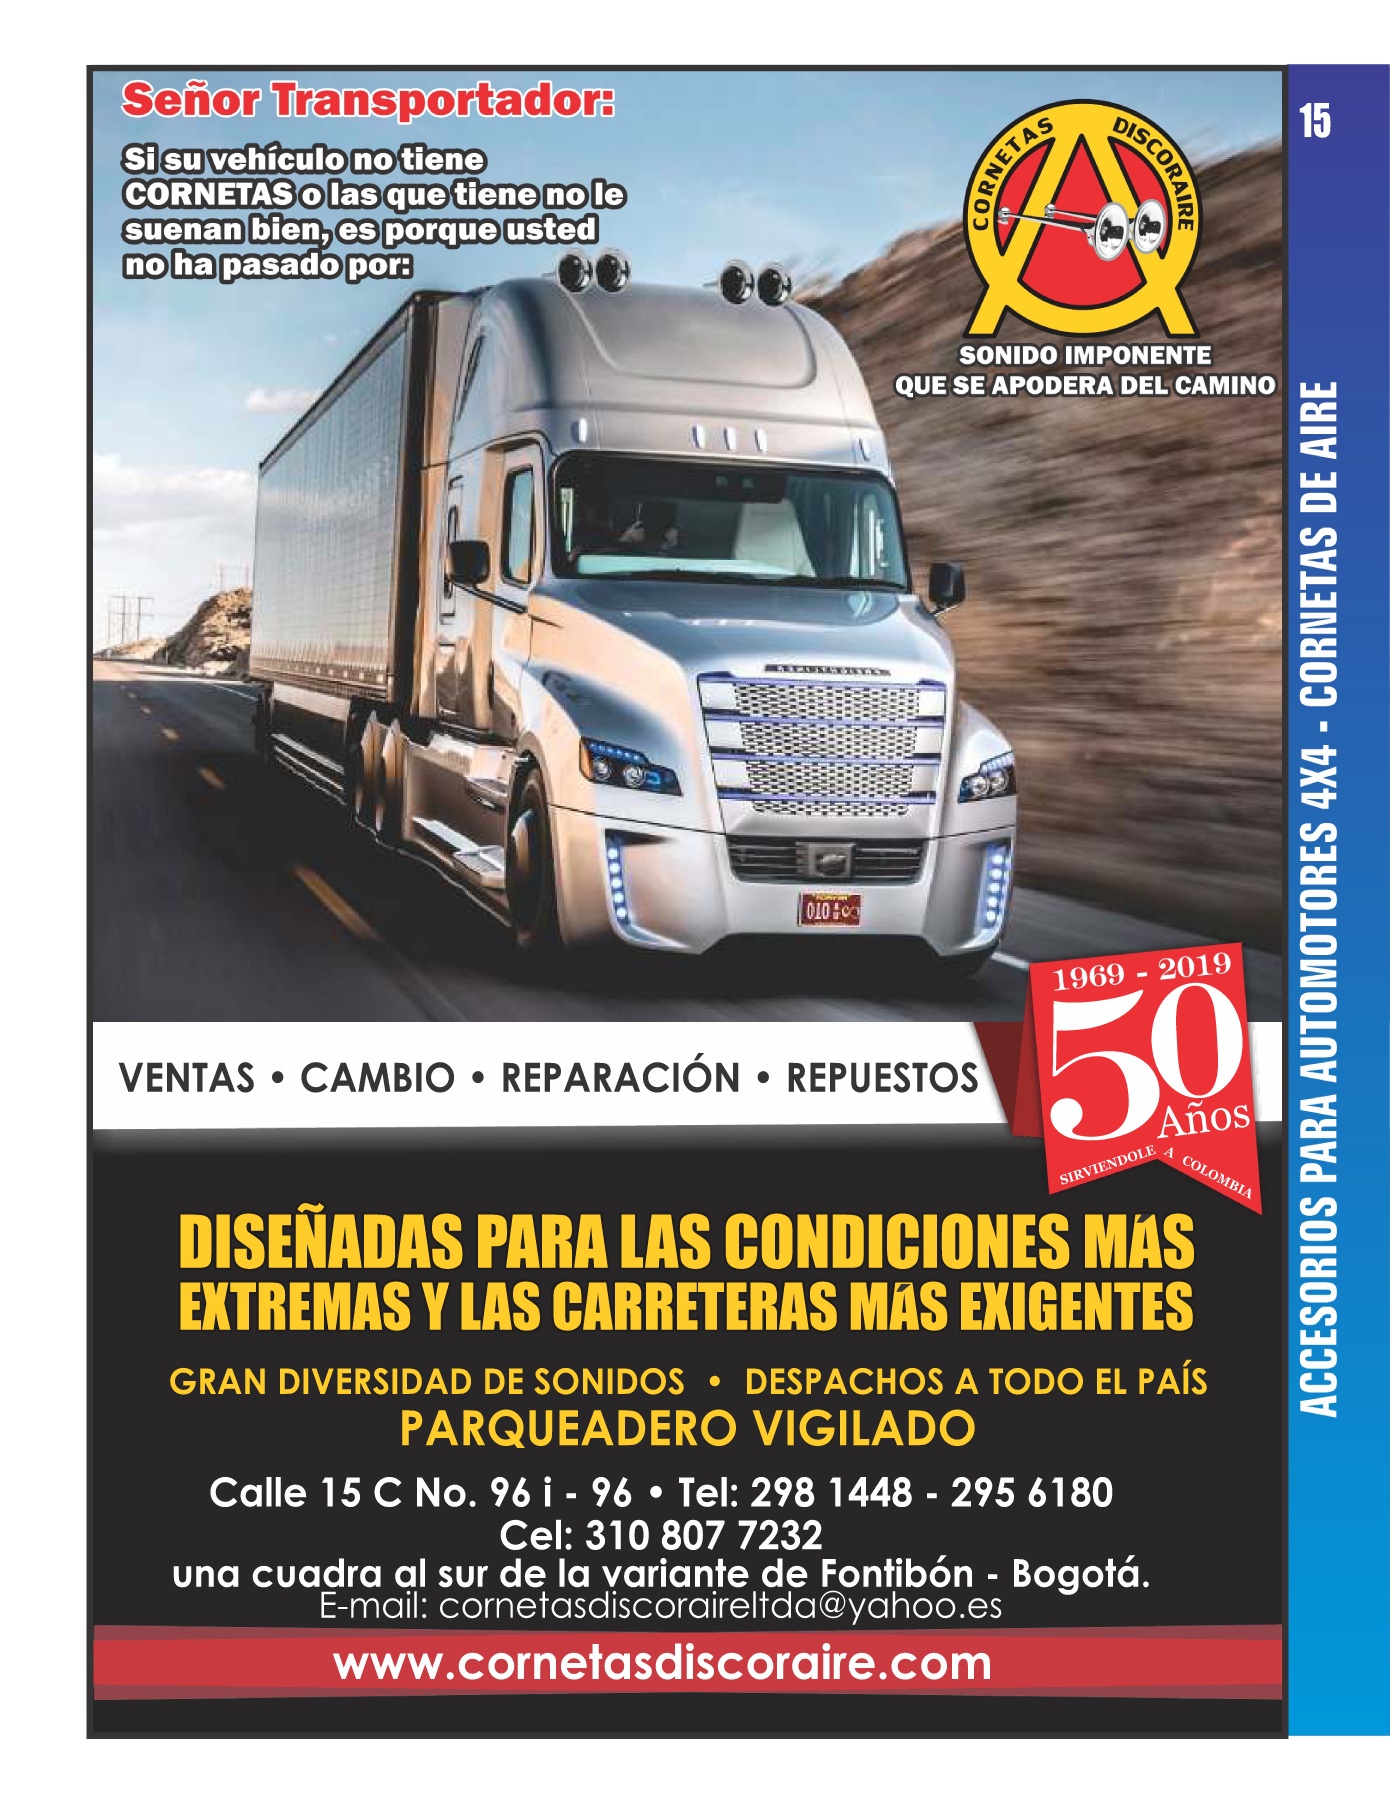 Señor Transportador:
Si su vehículo no tiene
CORNETAS o las que tiene no le
suenan bien, es porque usted
no ha pasado por:
CORNETAS DISCORAIRE
SONIDO IMPONENTE
QUE SE APODERA DEL CAMINO
15
ACCESORIOS PARA AUTOMOTORES 4X4 - CORNETAS DE AIRE
1969 - 2019
50
Años
SIRVIENDOLE A COLOMBIA
VENTAS • CAMBIO • REPARACIÓN • REPUESTOS
DISEÑADAS PARA LAS CONDICIONES MÁS
EXTREMAS Y LAS CARRETERAS MÁS EXIGENTES
GRAN DIVERSIDAD DE SONIDOS • DESPACHOS A TODO EL PAÍS
PARQUEADERO VIGILADO
Calle 15 C No. 96 i - 96 • Tel: 298 1448 - 295 6180
Cel: 310 807 7232
una cuadra al sur de la variante de Fontibón - Bogotá.
E-mail: cornetasdiscoraireltda@yahoo.es
www.cornetasdiscoraire.com